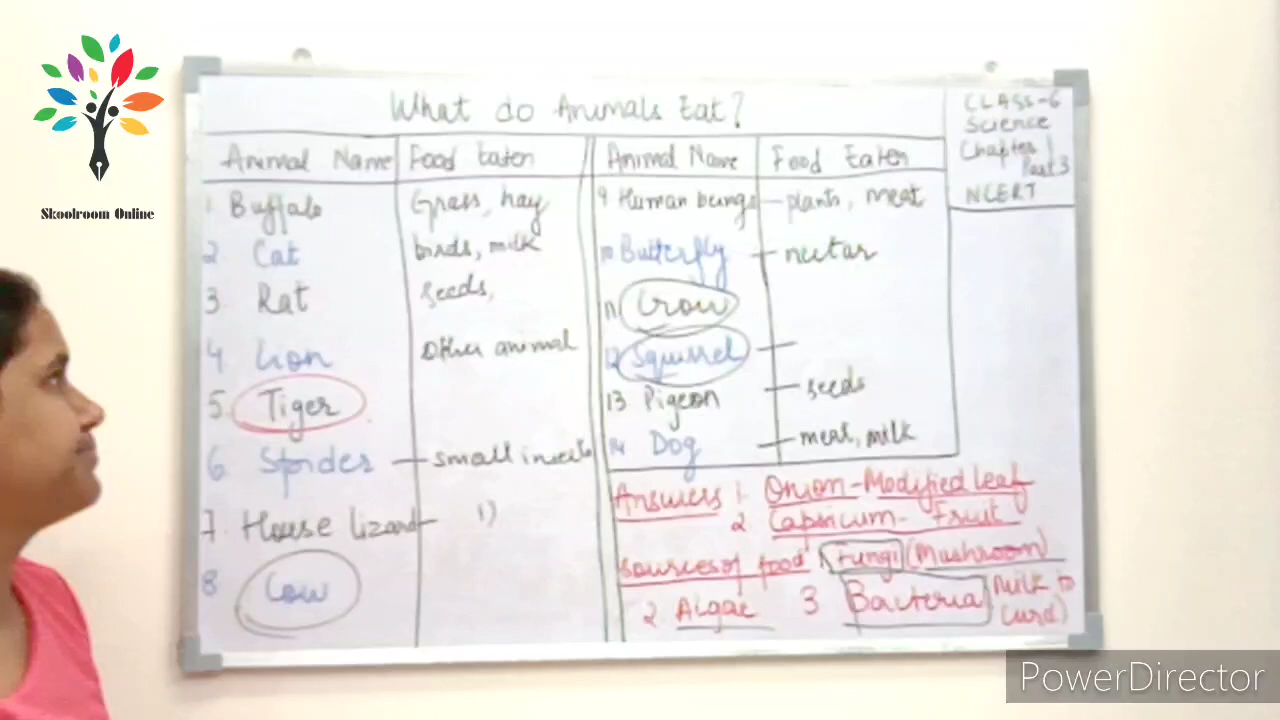 Skoolroom Online
What do Animals Eat?
CLASS-6
Science
Chapter 1
Part 3
NCERT
Animal Name Food Eaten
1. Buffalo Grass, hay
2. Cat birds, milk
3. Rat seeds,
4. Lion Other animal
5. Tiger
6. Spider — small insects
7. House lizard — 1)
8 Cow
Animal Name Food Eaten
9 Human beings — plants, meat
10 Butterfly — nectar
11 Crow
12 Squirrel —
13 Pigeon — seeds
14 Dog — meat, milk
Answers 1. Onion - Modified leaf
2 Capsicum - Fruit
sources of food 1 Fungi (Mushroom)
2. Algae 3 Bacteria (Milk to
curd)
PowerDirector